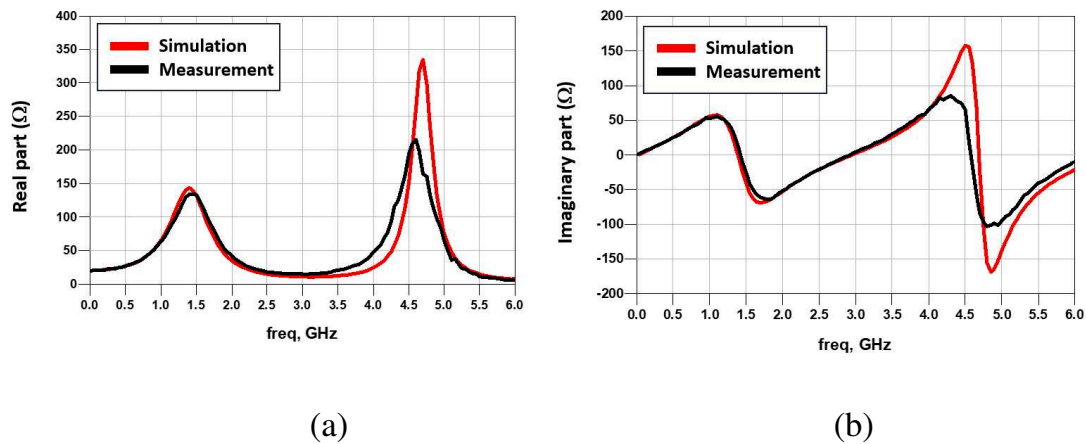 Real part (Ω)
400
350
300
250
200
150
100
50
0
Simulation
Measurement
0.0 0.5 1.0 1.5 2.0 2.5 3.0 3.5 4.0 4.5 5.0 5.5 6.0
freq, GHz
(a)
Imaginary part (Ω)
200
150
100
50
0
-50
-100
-150
-200
Simulation
Measurement
0.0 0.5 1.0 1.5 2.0 2.5 3.0 3.5 4.0 4.5 5.0 5.5 6.0
freq, GHz
(b)